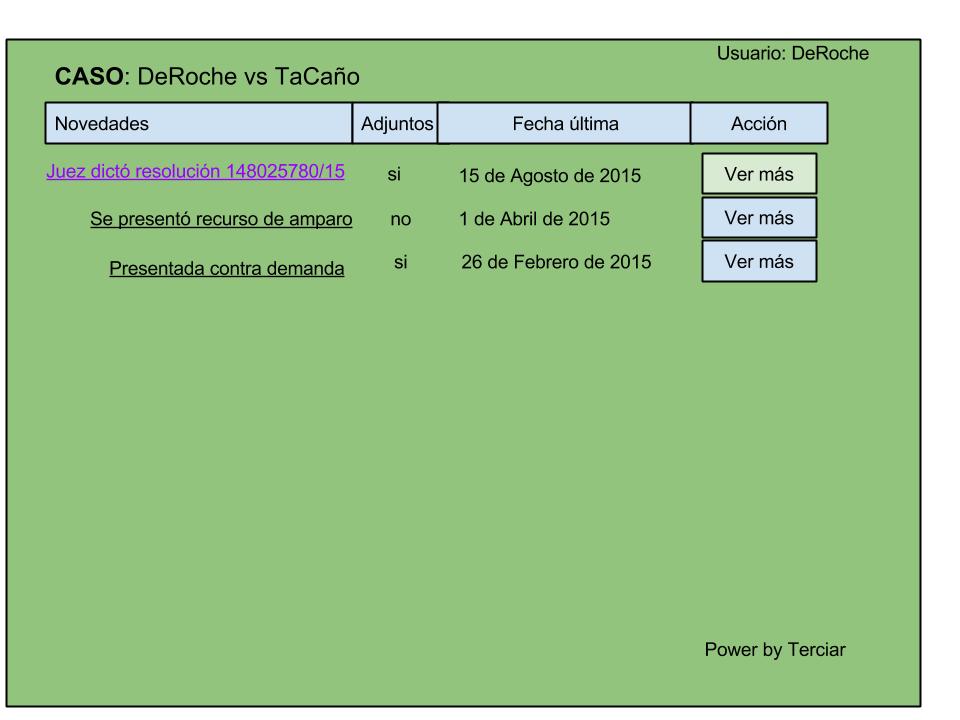 Usuario: DeRoche
CASO: DeRoche vs TaCaño
Novedades Adjuntos Fecha última Acción
Juez dictó resolución 148025780/15 si 15 de Agosto de 2015 Ver más
Se presentó recurso de amparo no 1 de Abril de 2015 Ver más
Presentada contra demanda si 26 de Febrero de 2015 Ver más
Power by Terciar